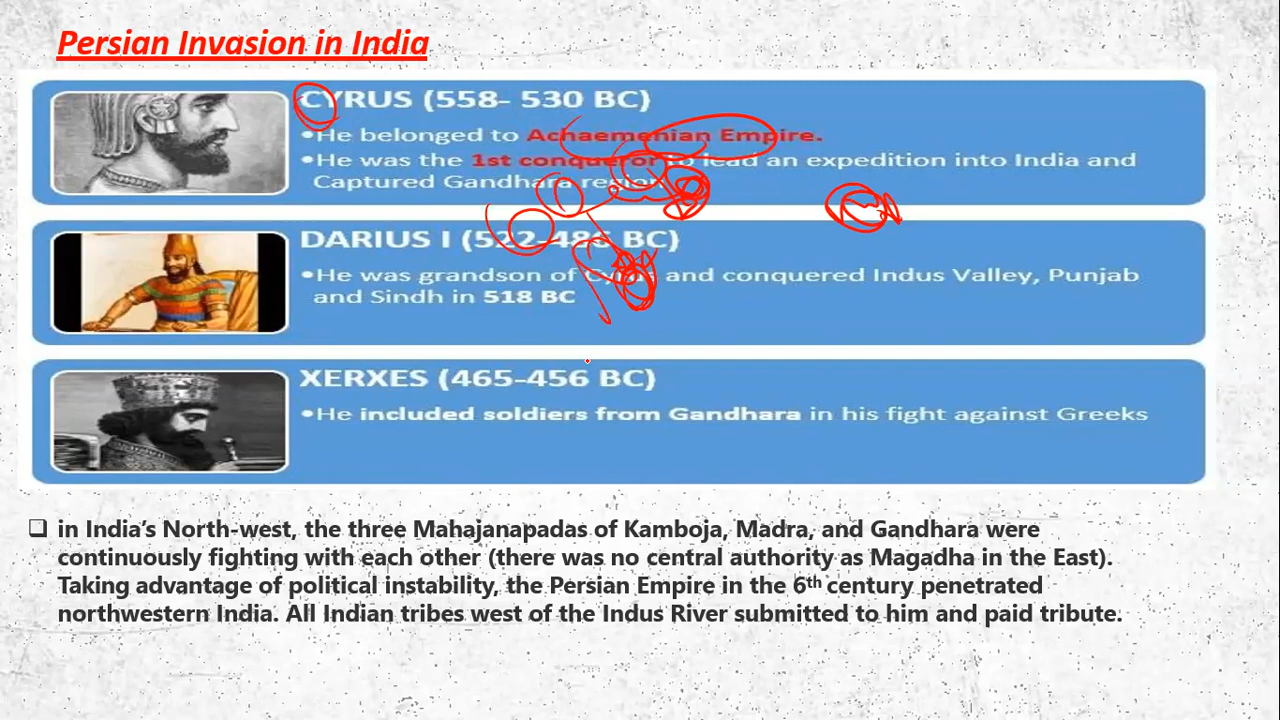 Persian Invasion in India
CYRUS (558- 530 BC)
•He belonged to Achaemenian Empire.
•He was the 1st conqueror to lead an expedition into India and
Captured Gandhara region
DARIUS I (522-486 BC)
•He was grandson of Cyrus and conquered Indus Valley, Punjab
and Sindh in 518 BC
XERXES (465-456 BC)
•He included soldiers from Gandhara in his fight against Greeks
❑ in India’s North-west, the three Mahajanapadas of Kamboja, Madra, and Gandhara were
continuously fighting with each other (there was no central authority as Magadha in the East).
Taking advantage of political instability, the Persian Empire in the 6th century penetrated
northwestern India. All Indian tribes west of the Indus River submitted to him and paid tribute.